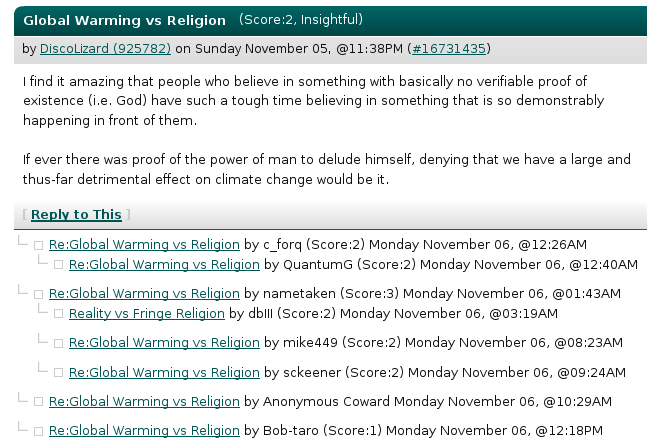 Global Warming vs Religion (Score:2, Insightful)
by DiscoLizard (925782) on Sunday November 05, @11:38PM (#16731435)
I find it amazing that people who believe in something with basically no verifiable proof of
existence (i.e. God) have such a tough time believing in something that is so demonstrably
happening in front of them.
If ever there was proof of the power of man to delude himself, denying that we have a large and
thus-far detrimental effect on climate change would be it.
[ Reply to This ]
Re:Global Warming vs Religion by c_forq (Score:2) Monday November 06, @12:26AM
Re:Global Warming vs Religion by QuantumG (Score:2) Monday November 06, @12:40AM
Re:Global Warming vs Religion by nametaken (Score:3) Monday November 06, @01:43AM
Reality vs Fringe Religion by dbIII (Score:2) Monday November 06, @03:19AM
Re:Global Warming vs Religion by mike449 (Score:2) Monday November 06, @08:23AM
Re:Global Warming vs Religion by sckeener (Score:2) Monday November 06, @09:24AM
Re:Global Warming vs Religion by Anonymous Coward Monday November 06, @10:29AM
Re:Global Warming vs Religion by Bob-taro (Score:1) Monday November 06, @12:18PM